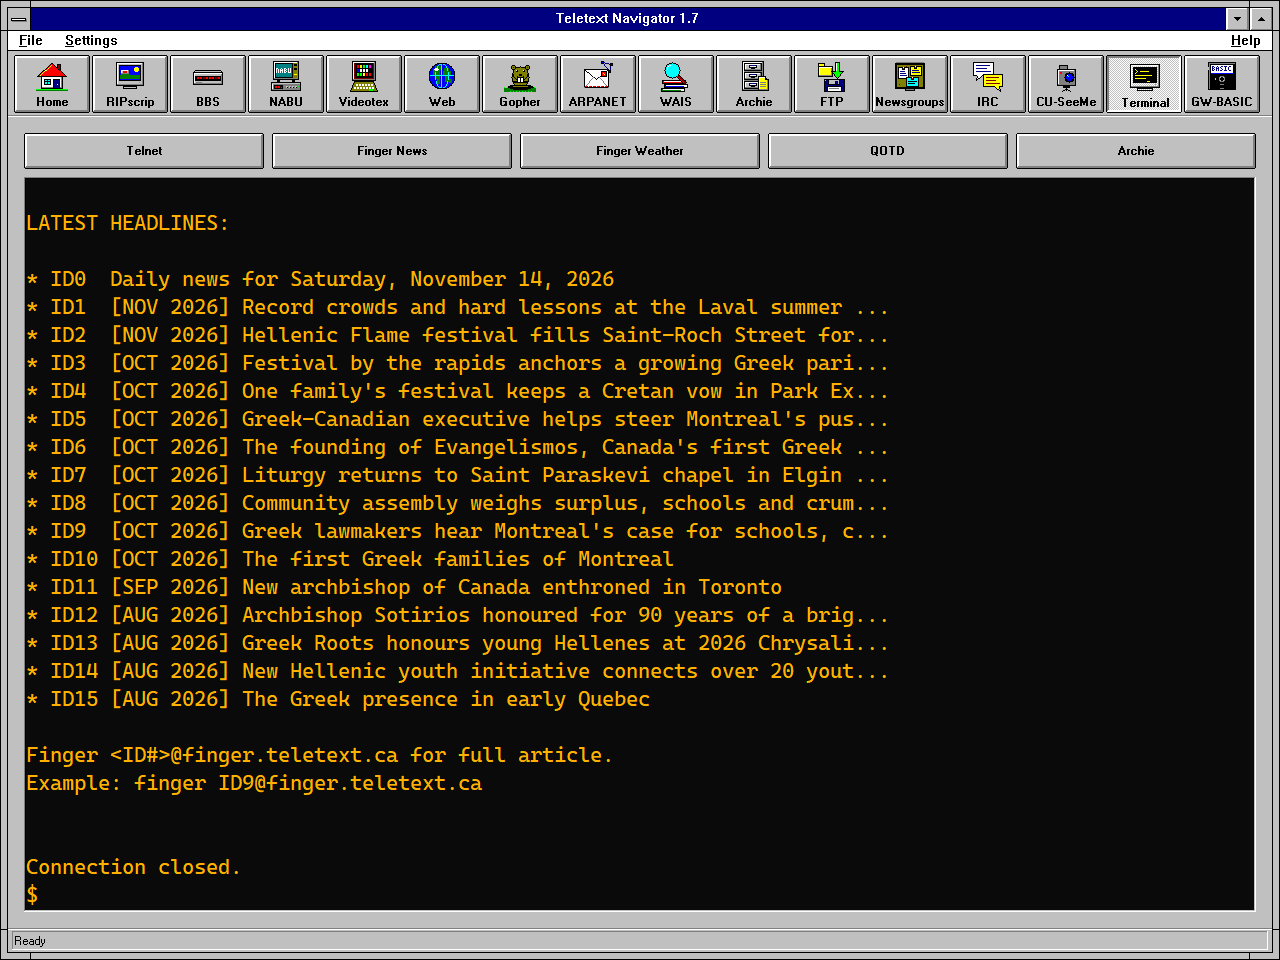 Teletext Navigator 1.7
File Settings Help
Home RIPscrip BBS NABU Videotex Web Gopher ARPANET WAIS Archie FTP Newsgroups IRC CU-SeeMe Terminal GW-BASIC
Telnet Finger News Finger Weather QOTD Archie
LATEST HEADLINES:
* ID0  Daily news for Saturday, November 14, 2026
* ID1  [NOV 2026] Record crowds and hard lessons at the Laval summer ...
* ID2  [NOV 2026] Hellenic Flame festival fills Saint-Roch Street for...
* ID3  [OCT 2026] Festival by the rapids anchors a growing Greek pari...
* ID4  [OCT 2026] One family's festival keeps a Cretan vow in Park Ex...
* ID5  [OCT 2026] Greek-Canadian executive helps steer Montreal's pus...
* ID6  [OCT 2026] The founding of Evangelismos, Canada's first Greek ...
* ID7  [OCT 2026] Liturgy returns to Saint Paraskevi chapel in Elgin ...
* ID8  [OCT 2026] Community assembly weighs surplus, schools and crum...
* ID9  [OCT 2026] Greek lawmakers hear Montreal's case for schools, c...
* ID10 [OCT 2026] The first Greek families of Montreal
* ID11 [SEP 2026] New archbishop of Canada enthroned in Toronto
* ID12 [AUG 2026] Archbishop Sotirios honoured for 90 years of a brig...
* ID13 [AUG 2026] Greek Roots honours young Hellenes at 2026 Chrysali...
* ID14 [AUG 2026] New Hellenic youth initiative connects over 20 yout...
* ID15 [AUG 2026] The Greek presence in early Quebec
Finger <ID#>@finger.teletext.ca for full article.
Example: finger ID9@finger.teletext.ca
Connection closed.
$
Ready